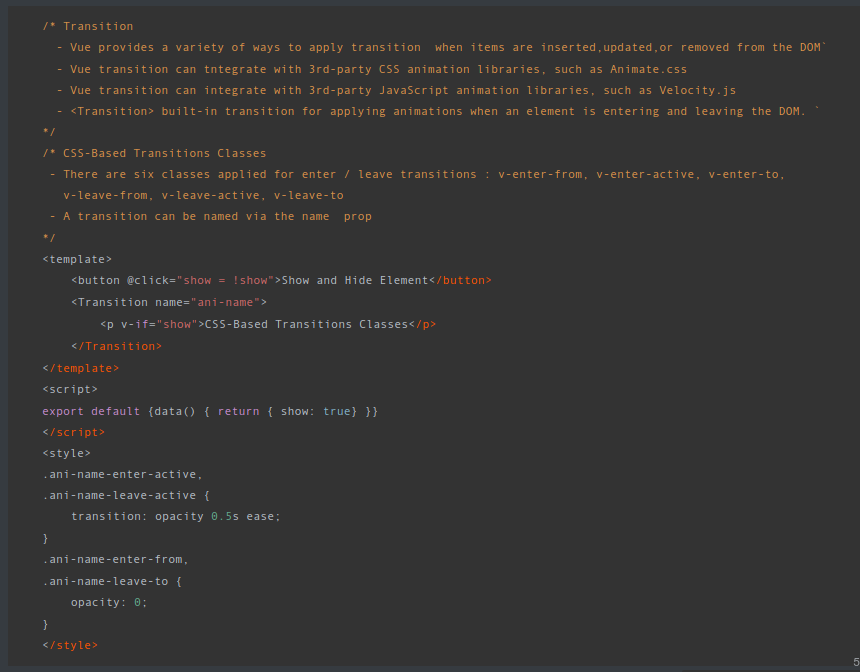 /* Transition
- Vue provides a variety of ways to apply transition  when items are inserted,updated,or removed from the DOM`
- Vue transition can tntegrate with 3rd-party CSS animation libraries, such as Animate.css
- Vue transition can integrate with 3rd-party JavaScript animation libraries, such as Velocity.js
- <Transition> built-in transition for applying animations when an element is entering and leaving the DOM. `
*/
/* CSS-Based Transitions Classes
- There are six classes applied for enter / leave transitions : v-enter-from, v-enter-active, v-enter-to,
v-leave-from, v-leave-active, v-leave-to
- A transition can be named via the name  prop
*/
<template>
<button @click="show = !show">Show and Hide Element</button>
<Transition name="ani-name">
<p v-if="show">CSS-Based Transitions Classes</p>
</Transition>
</template>
<script>
export default {data() { return { show: true} }}
</script>
<style>
.ani-name-enter-active,
.ani-name-leave-active {
transition: opacity 0.5s ease;
}
.ani-name-enter-from,
.ani-name-leave-to {
opacity: 0;
}
</style>
5